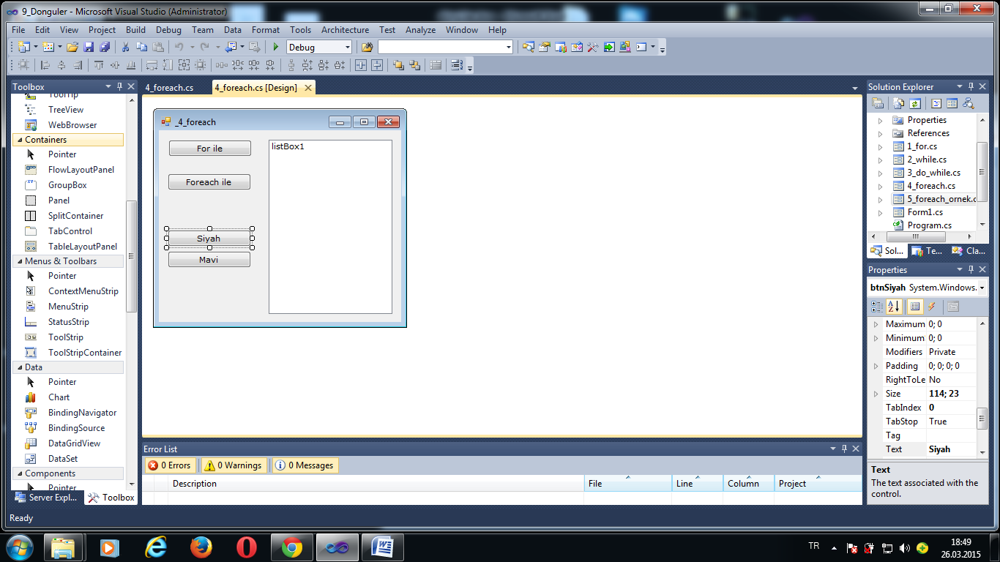 9_Donguler - Microsoft Visual Studio (Administrator)
File Edit View Project Build Debug Team Data Format Tools Architecture Test Analyze Window Help
Debug
Toolbox
ToolTip
TreeView
WebBrowser
Containers
Pointer
FlowLayoutPanel
GroupBox
Panel
SplitContainer
TabControl
TableLayoutPanel
Menus & Toolbars
Pointer
ContextMenuStrip
MenuStrip
StatusStrip
ToolStrip
ToolStripContainer
Data
Pointer
Chart
BindingNavigator
BindingSource
DataGridView
DataSet
Components
Pointer
Server Expl... Toolbox
4_foreach.cs 4_foreach.cs [Design]
_4_foreach
For ile
Foreach ile
Siyah
Mavi
listBox1
Error List
0 Errors 0 Warnings 0 Messages
Description File Line Column Project
Solution Explorer
Properties
References
1_for.cs
2_while.cs
3_do_while.cs
4_foreach.cs
5_foreach_ornek.c
Form1.cs
Program.cs
Sol... Te... Cla...
Properties
btnSiyah System.Windows.
Maximum 0; 0
Minimum 0; 0
Modifiers Private
Padding 0; 0; 0; 0
RightToLe No
Size 114; 23
TabIndex 0
TabStop True
Tag
Text Siyah
Text
The text associated with the
control.
Ready
TR
18:49
26.03.2015